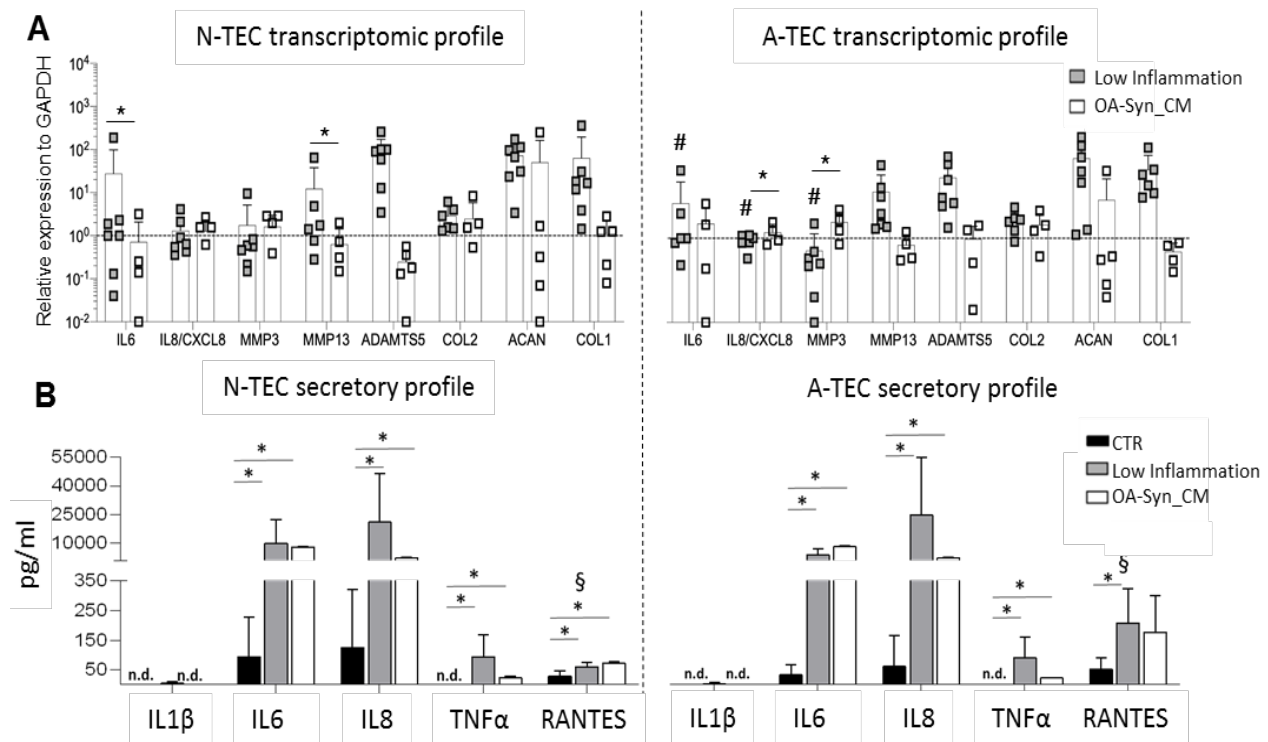 A
N-TEC transcriptomic profile
A-TEC transcriptomic profile
Relative expression to GAPDH
10⁴
10³
10²
10¹
10⁰
10⁻¹
10⁻²
*
*
Low Inflammation
OA-Syn_CM
#
#
*
#
*
IL6 IL8/CXCL8 MMP3 MMP13 ADAMTS5 COL2 ACAN COL1
IL6 IL8/CXCL8 MMP3 MMP13 ADAMTS5 COL2 ACAN COL1
B
N-TEC secretory profile
A-TEC secretory profile
CTR
Low Inflammation
OA-Syn_CM
pg/ml
55000
40000
25000
10000
350
250
150
50
n.d. n.d.
*
*
*
*
n.d.
*
*
§
*
*
IL1β IL6 IL8 TNFα RANTES
n.d. n.d.
*
*
*
*
n.d.
*
*
§
*
IL1β IL6 IL8 TNFα RANTES